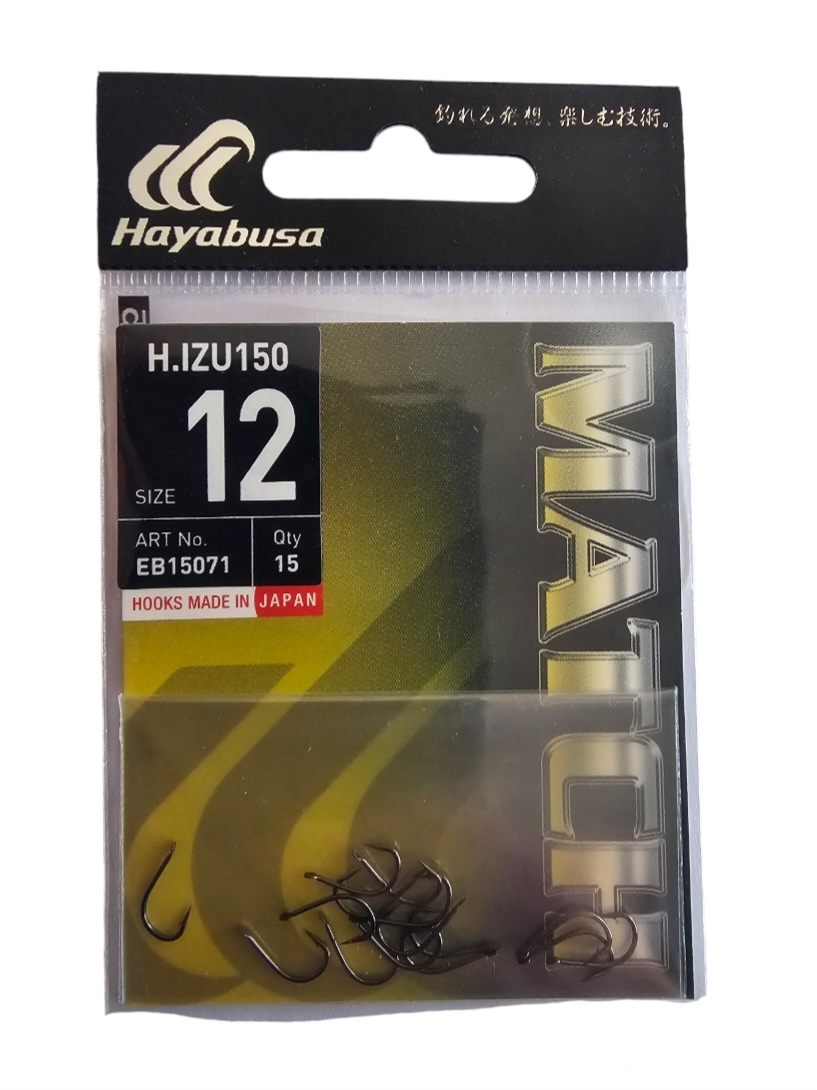 釣れる発想、楽しむ技術。
Hayabusa
H.IZU150
SIZE 12
ART No.
EB15071
Qty
15
HOOKS MADE IN JAPAN
MATCH